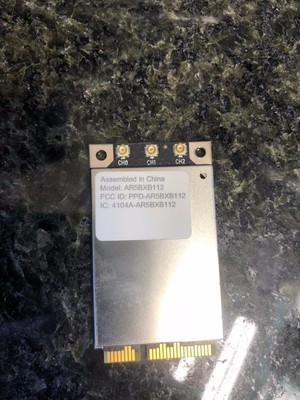 CH0 CH1 CH2
Assembled in China
Model: AR5BXB112
FCC ID: PPD-AR5BXB112
IC: 4104A-AR5BXB112